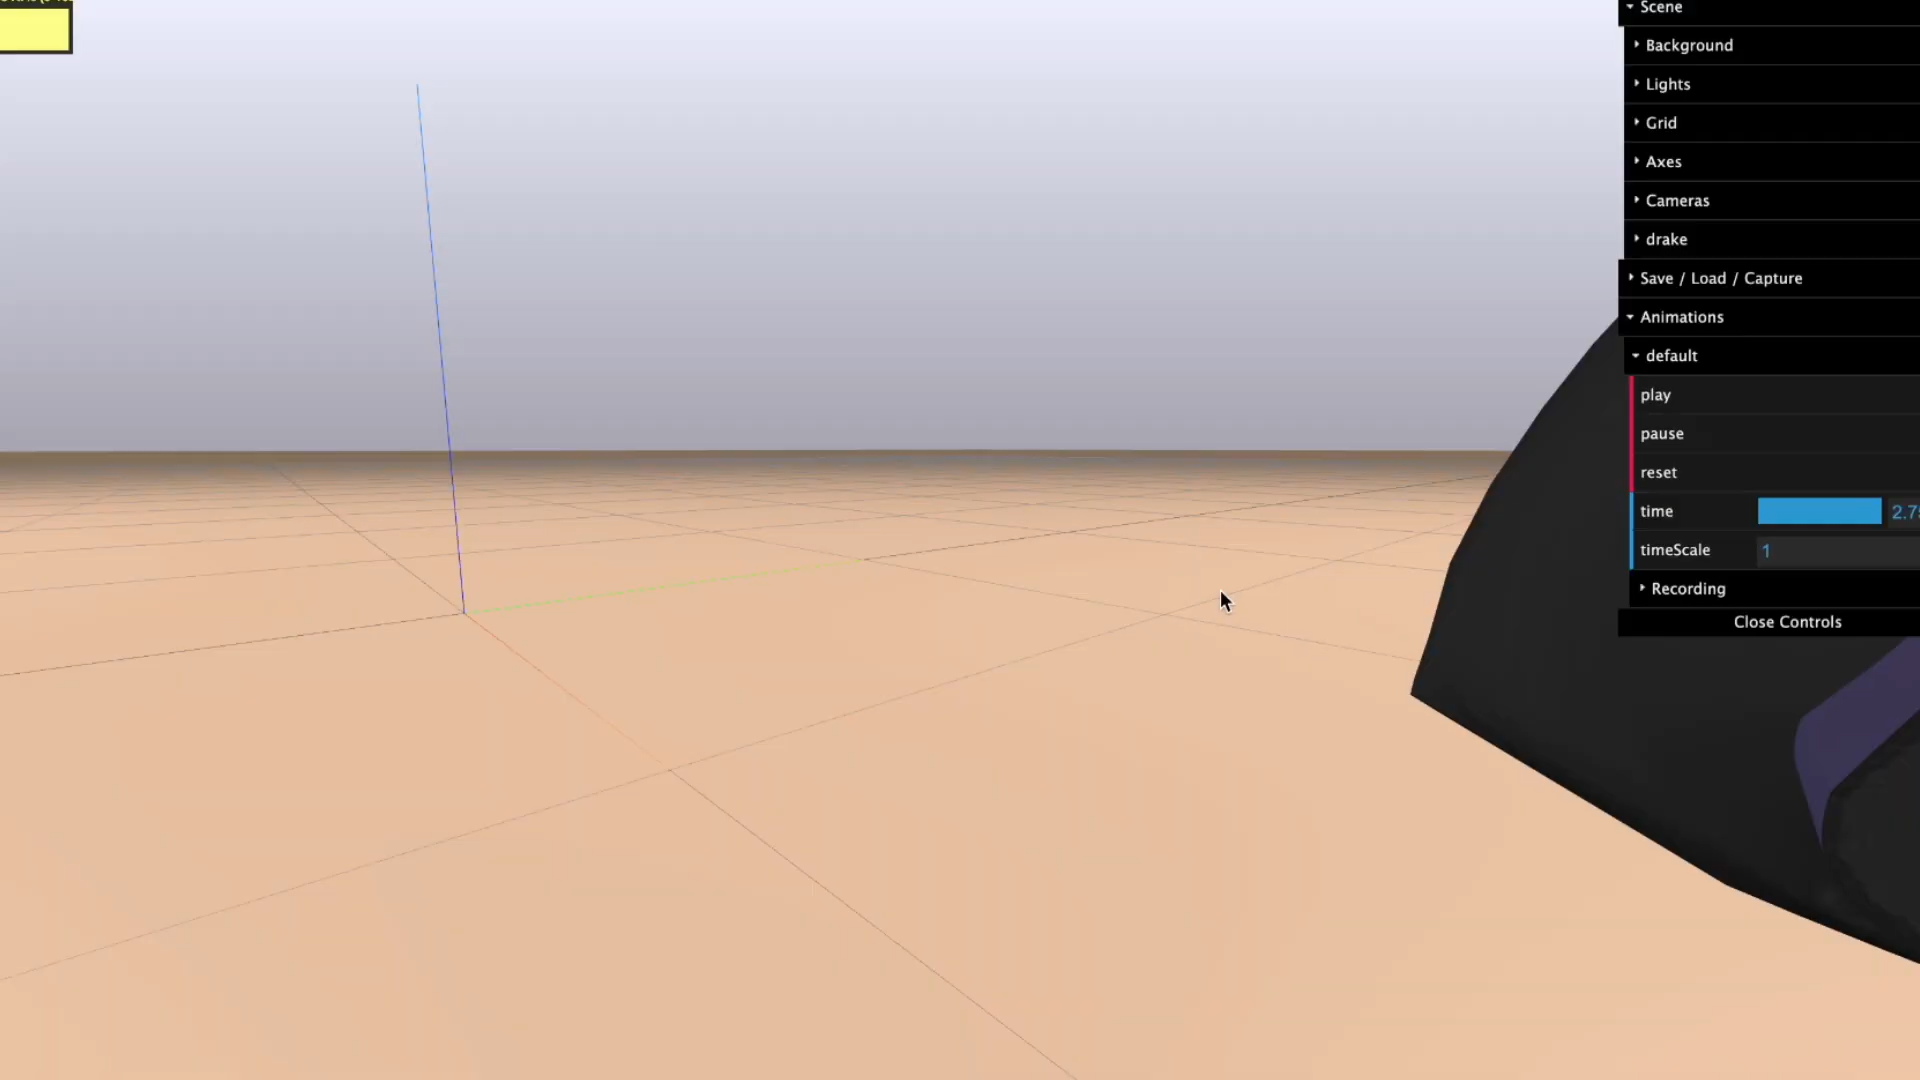 Scene
Background
Lights
Grid
Axes
Cameras
drake
Save / Load / Capture
Animations
default
play
pause
reset
time
timeScale 1
Recording
Close Controls